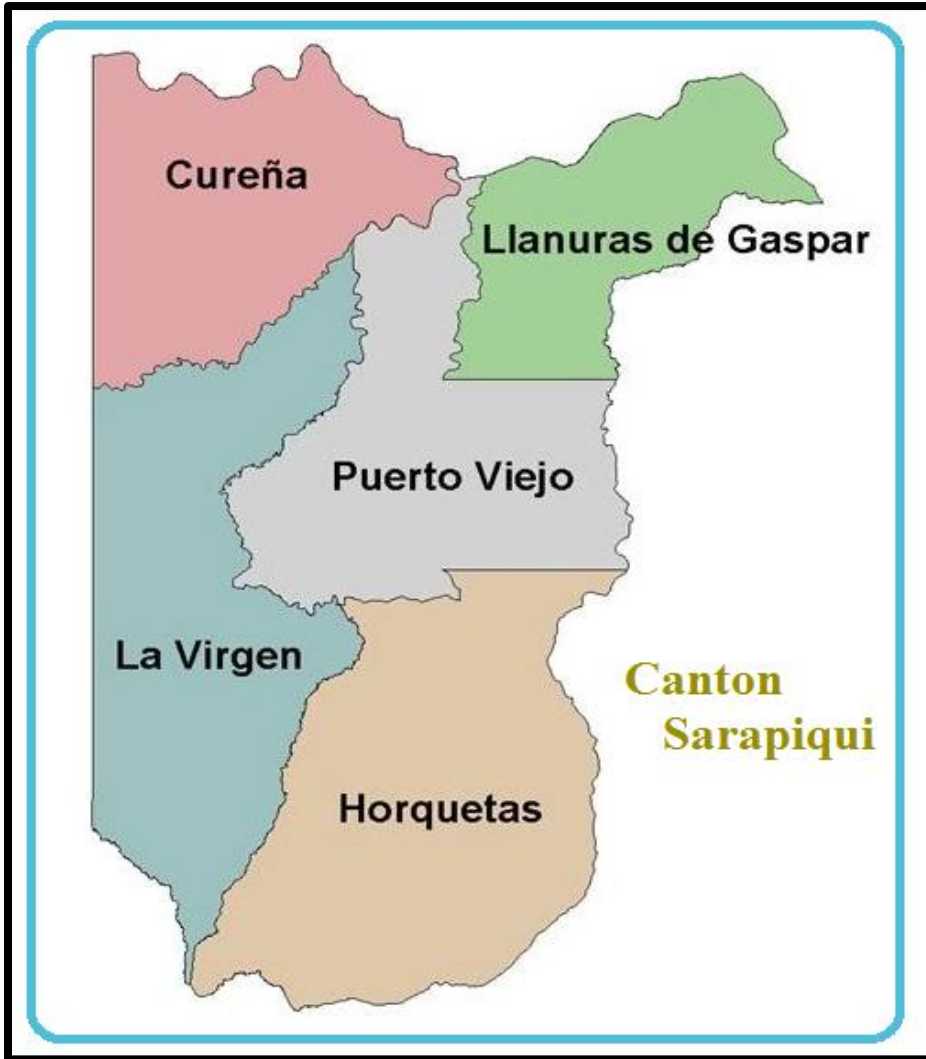 Cureña
Llanuras de Gaspar
Puerto Viejo
La Virgen
Canton
Sarapiqui
Horquetas